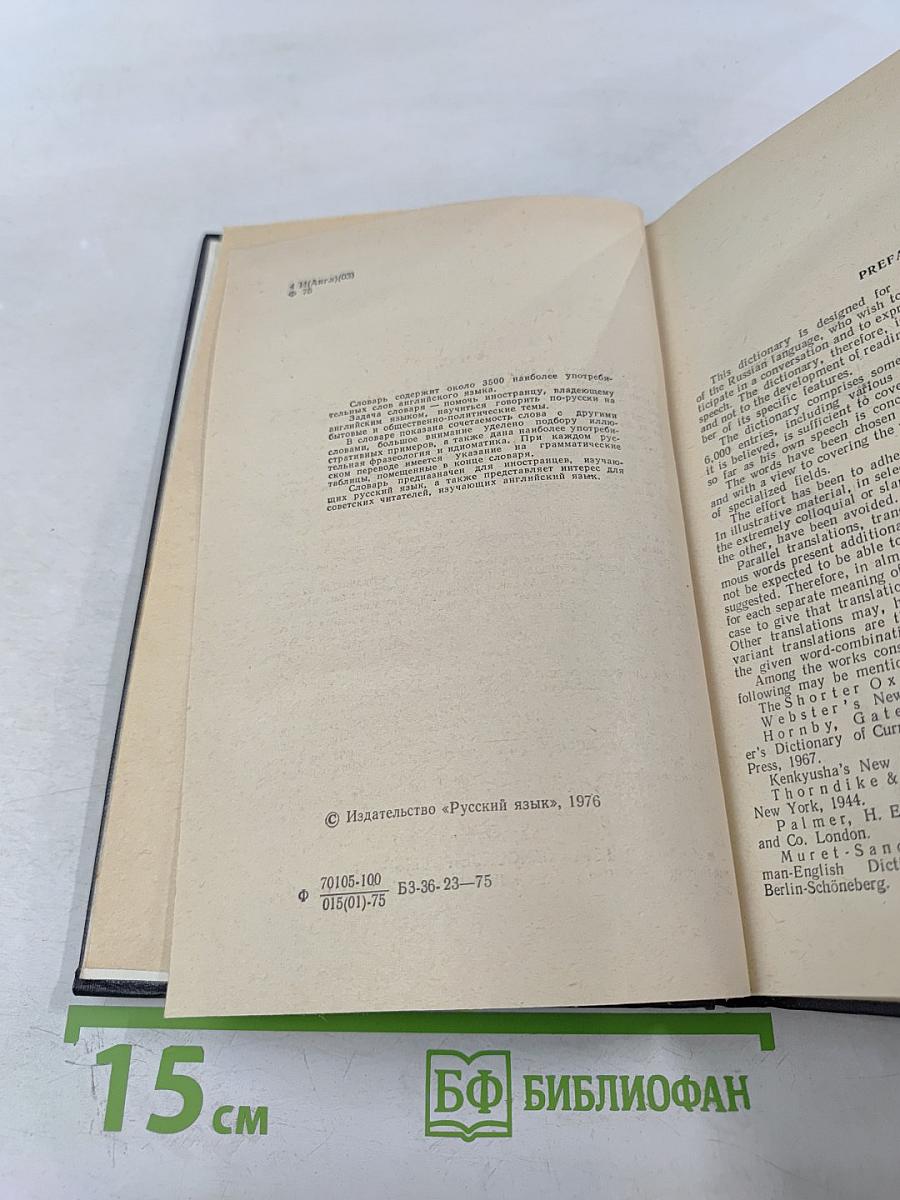 4 И(Англ)(03)
Ф 75
Словарь содержит около 3500 наиболее употреби-
тельных слов английского языка.
Задача словаря — помочь иностранцу, владеющему
английским языком, научиться говорить по-русски на
бытовые и общественно-политические темы.
В словаре показана сочетаемость слова с другими
словами, большое внимание уделено подбору иллю-
стративных примеров, а также дана наиболее употреби-
тельная фразеология и идиоматика. При каждом рус-
ском переводе имеется указание на грамматические
таблицы, помещенные в конце словаря.
Словарь предназначен для иностранцев, изучаю-
щих русский язык, а также представляет интерес для
советских читателей, изучающих английский язык.
© Издательство «Русский язык», 1976
Ф 70105-100 БЗ-36-23—75
015(01)-75
PREFA
This dictionary is designed for
of the Russian language, who wish to
ticipate in a conversation and to expr
speech. The dictionary, therefore, i
and not to the development of readin
ber of its specific features.
The dictionary comprises some
6,000 entries, including various
it is believed, is sufficient to cove
so far as his own speech is conc
The words have been chosen
and with a view to covering the
of specialized fields.
The effort has been to adhe
In illustrative material, in sele
the extremely colloquial or slan
the other, have been avoided.
Parallel translations, tran
mous words present additiona
not be expected to be able to
suggested. Therefore, in alm
for each separate meaning of
case to give that translatio
Other translations may, h
variant translations are t
the given word-combinati
Among the works cons
following may be mentio
The Shorter Ox
Webster's New
Hornby, Gate
er's Dictionary of Curr
Press, 1967.
Kenkyusha's New
Thorndike &
New York, 1944.
Palmer, H. E
and Co. London.
Muret-Sand
man-English Dict
Berlin-Schöneberg.
15 см
БФ БИБЛИОФАН